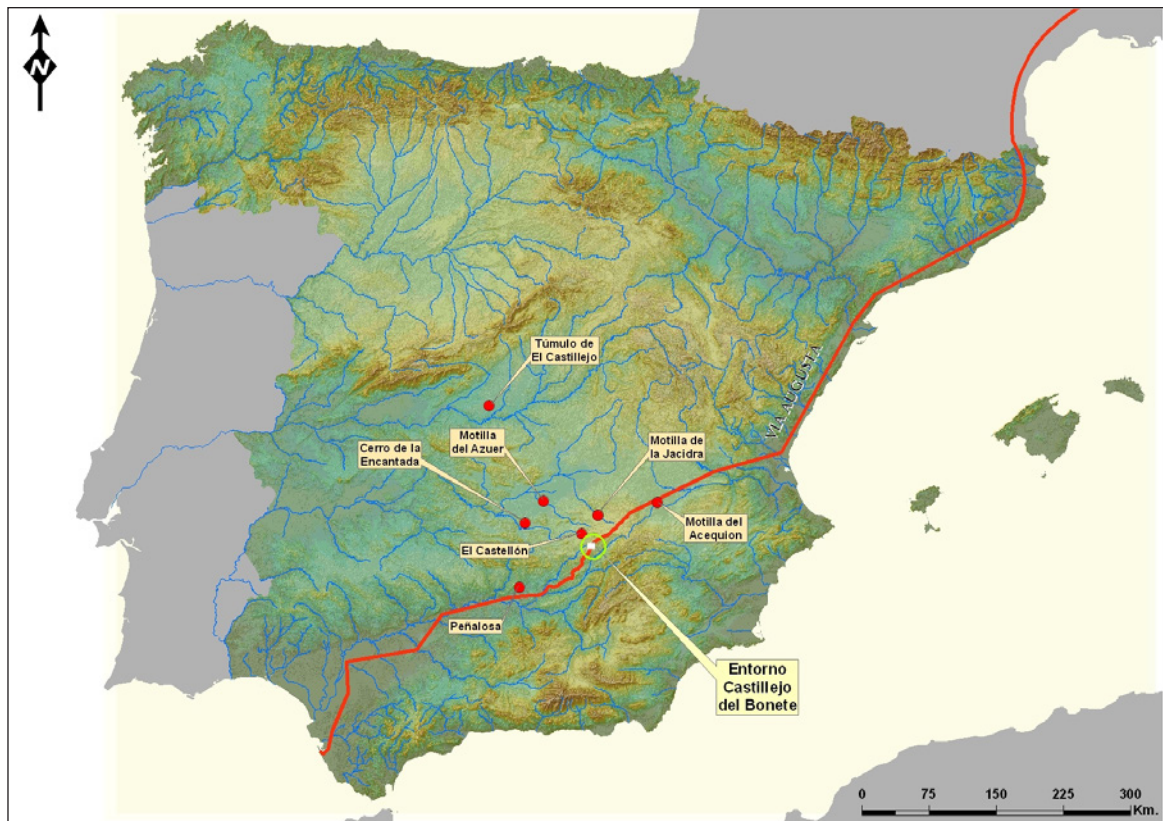 N
Túmulo de
El Castillejo
VIA AUGUSTA
Motilla
del Azuer
Motilla de
la Jacidra
Cerro de la
Encantada
Motilla del
Acequion
El Castellón
Peñalosa
Entorno
Castillejo
del Bonete
0 75 150 225 300
Km.